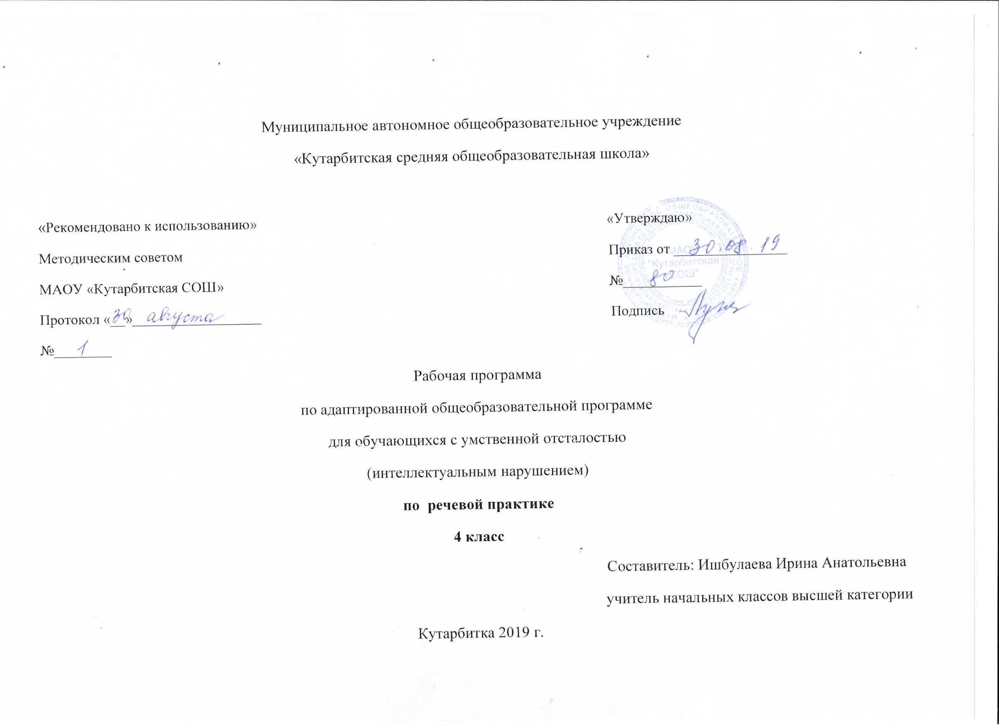 Муниципальное автономное общеобразовательное учреждение
«Кутарбитская средняя общеобразовательная школа»
«Рекомендовано к использованию»
Методическим советом
МАОУ «Кутарбитская СОШ»
Протокол «30» августа
№ 1
«Утверждаю»
Приказ от 30.08.19
№ 80
Подпись
МАОУ
"Кутарбитская
СОШ"
Рабочая программа
по адаптированной общеобразовательной программе
для обучающихся с умственной отсталостью
(интеллектуальным нарушением)
по речевой практике
4 класс
Составитель: Ишбулаева Ирина Анатольевна
учитель начальных классов высшей категории
Кутарбитка 2019 г.